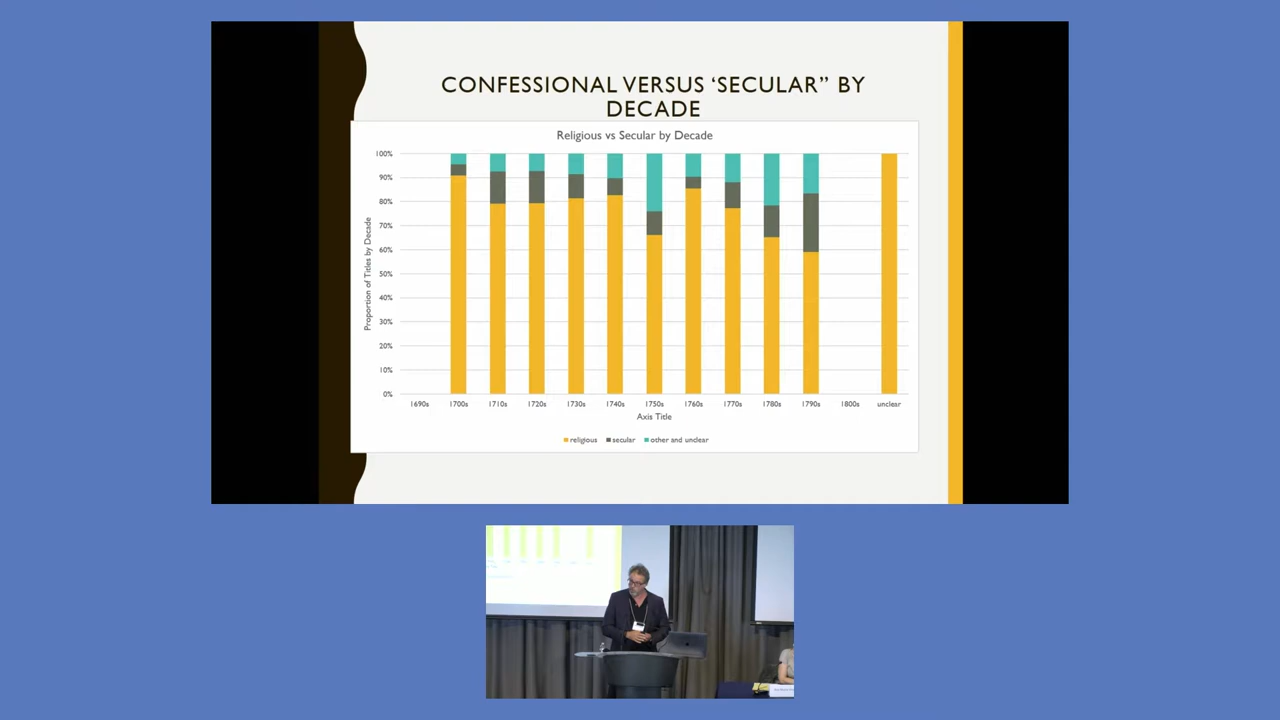 CONFESSIONAL VERSUS ‘SECULAR” BY
DECADE
Religious vs Secular by Decade
100%
90%
80%
70%
60%
50%
40%
30%
20%
10%
0%
Proportion of Titles by Decade
1690s 1700s 1710s 1720s 1730s 1740s 1750s 1760s 1770s 1780s 1790s 1800s unclear
Axis Title
religious secular other and unclear